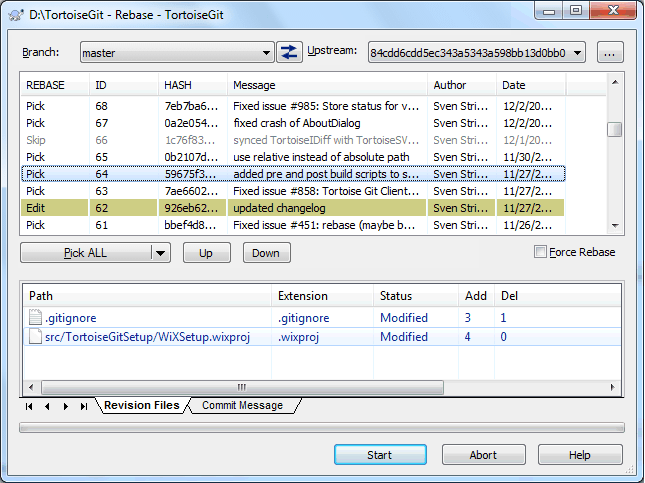 D:\TortoiseGit - Rebase - TortoiseGit
Branch: master Upstream: 84cdd6cdd5ec343a5343a598bb13d0bb0 ...
REBASE ID HASH Message Author Date
Pick 68 7eb7ba6... Fixed issue #985: Store status for v... Sven Stri... 12/2/20...
Pick 67 0a2e054... fixed crash of AboutDialog Sven Stri... 12/2/20...
Skip 66 1c76f83... synced TortoiseIDiff with TortoiseSV... Sven Stri... 12/1/20...
Pick 65 0b2107d... use relative instead of absolute path Sven Stri... 11/30/2...
Pick 64 59675f3... added pre and post build scripts to s... Sven Stri... 11/27/2...
Pick 63 7ae6602... Fixed issue #858: Tortoise Git Client... Sven Stri... 11/27/2...
Edit 62 926eb62... updated changelog Sven Stri... 11/27/2...
Pick 61 bbef4d8... Fixed issue #451: rebase (maybe b... Sven Stri... 11/26/2...
Pick ALL Up Down Force Rebase
Path Extension Status Add Del
.gitignore .gitignore Modified 3 1
src/TortoiseGitSetup/WiXSetup.wixproj .wixproj Modified 4 0
Revision Files Commit Message
Start Abort Help